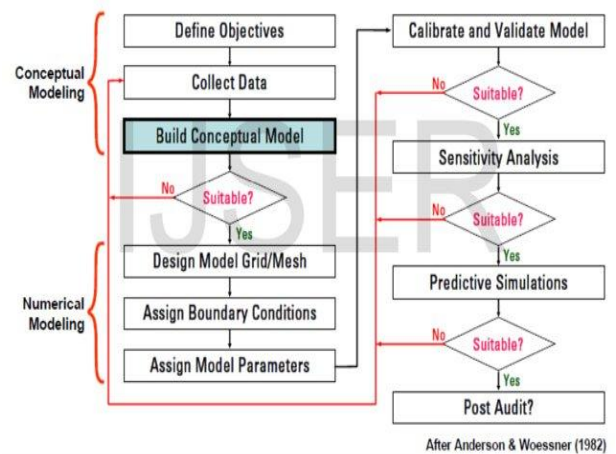 Conceptual
Modeling
Define Objectives
Collect Data
Build Conceptual Model
No
Suitable?
Yes
Numerical
Modeling
Design Model Grid/Mesh
Assign Boundary Conditions
Assign Model Parameters
Calibrate and Validate Model
No
Suitable?
Yes
Sensitivity Analysis
No
Suitable?
Yes
Predictive Simulations
No
Suitable?
Yes
Post Audit?
After Anderson & Woessner (1982)
IJSER